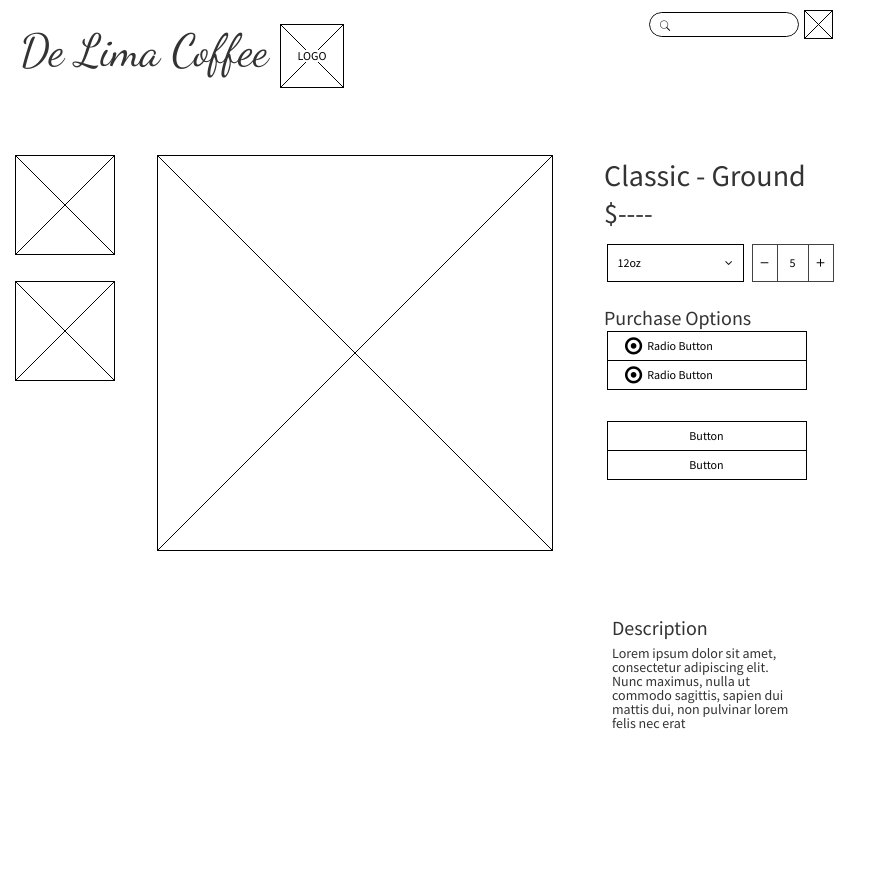 De Lima Coffee
LOGO
Classic - Ground
$----
12oz
− 5 +
Purchase Options
Radio Button
Radio Button
Button
Button
Description
Lorem ipsum dolor sit amet,
consectetur adipiscing elit.
Nunc maximus, nulla ut
commodo sagittis, sapien dui
mattis dui, non pulvinar lorem
felis nec erat